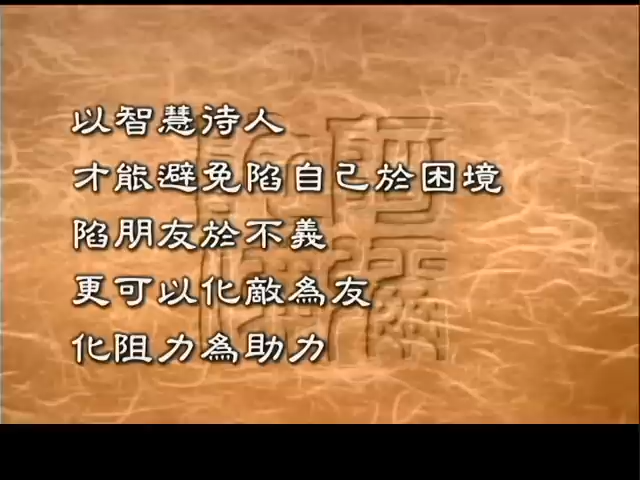 以智慧待人
才能避免陷自己於困境
陷朋友於不義
更可以化敵為友
化阻力為助力